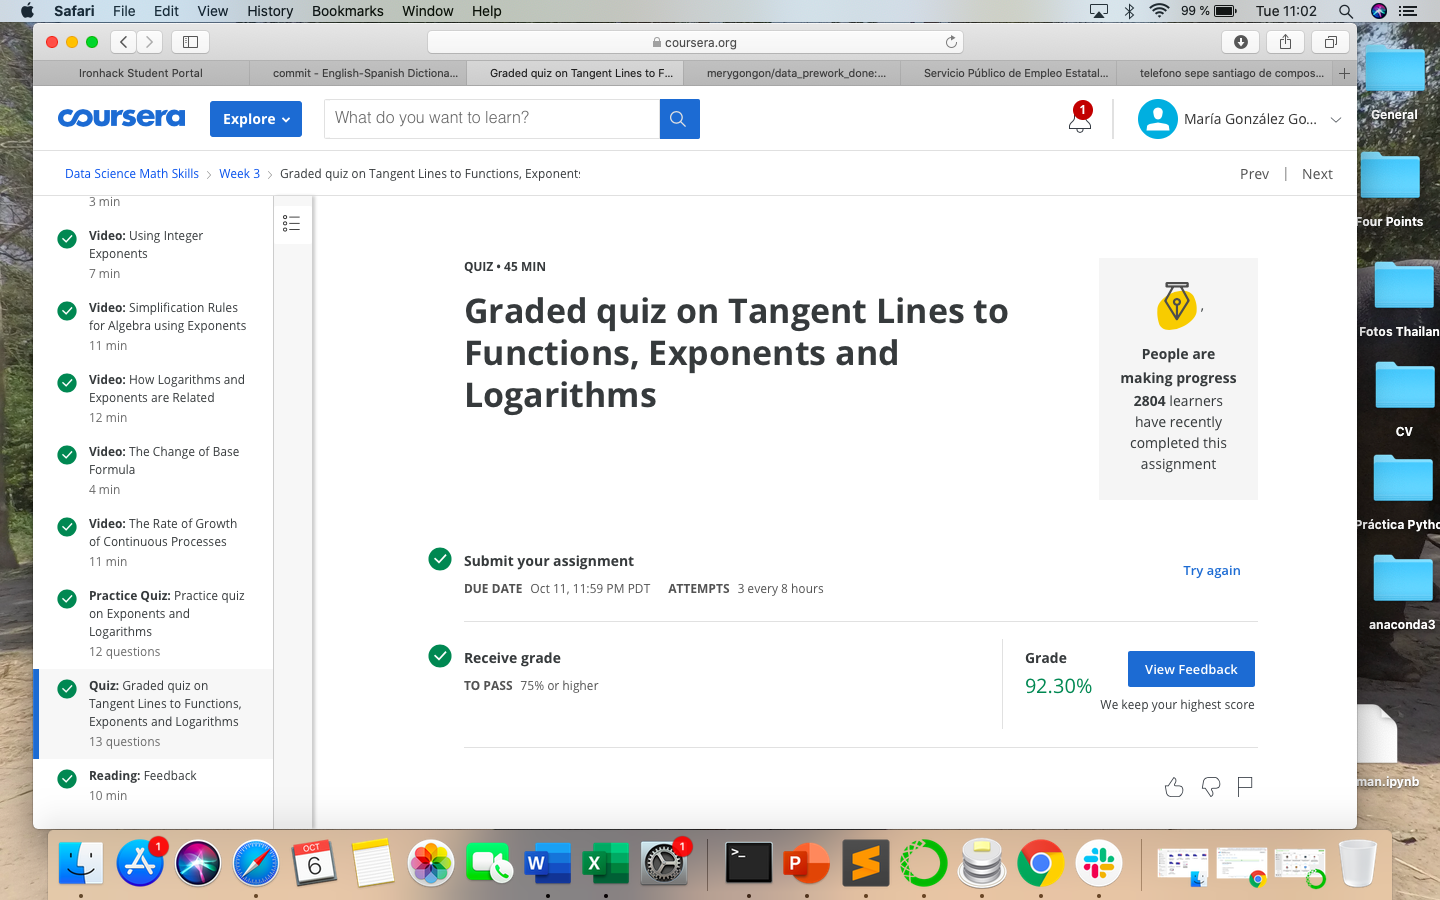 Safari File Edit View History Bookmarks Window Help 99 % Tue 11:02
coursera.org
Ironhack Student Portal
commit - English-Spanish Dictiona...
Graded quiz on Tangent Lines to F...
merygongon/data_prework_done:...
Servicio Público de Empleo Estatal...
telefono sepe santiago de compos...
coursera
Explore
What do you want to learn?
1
María González Go...
Data Science Math Skills
Week 3
Graded quiz on Tangent Lines to Functions, Exponent
Prev | Next
3 min
Video: Using Integer
Exponents
7 min
Video: Simplification Rules
for Algebra using Exponents
11 min
Video: How Logarithms and
Exponents are Related
12 min
Video: The Change of Base
Formula
4 min
Video: The Rate of Growth
of Continuous Processes
11 min
Practice Quiz: Practice quiz
on Exponents and
Logarithms
12 questions
Quiz: Graded quiz on
Tangent Lines to Functions,
Exponents and Logarithms
13 questions
Reading: Feedback
10 min
QUIZ • 45 MIN
Graded quiz on Tangent Lines to
Functions, Exponents and
Logarithms
,
People are
making progress
2804 learners
have recently
completed this
assignment
Submit your assignment
DUE DATE Oct 11, 11:59 PM PDT ATTEMPTS 3 every 8 hours
Try again
Receive grade
TO PASS 75% or higher
Grade
92.30%
View Feedback
We keep your highest score
General
Four Points
Fotos Thailan
CV
Práctica Pytho
anaconda3
man.ipynb
1
OCT
6
W
X
1
>_
P
S